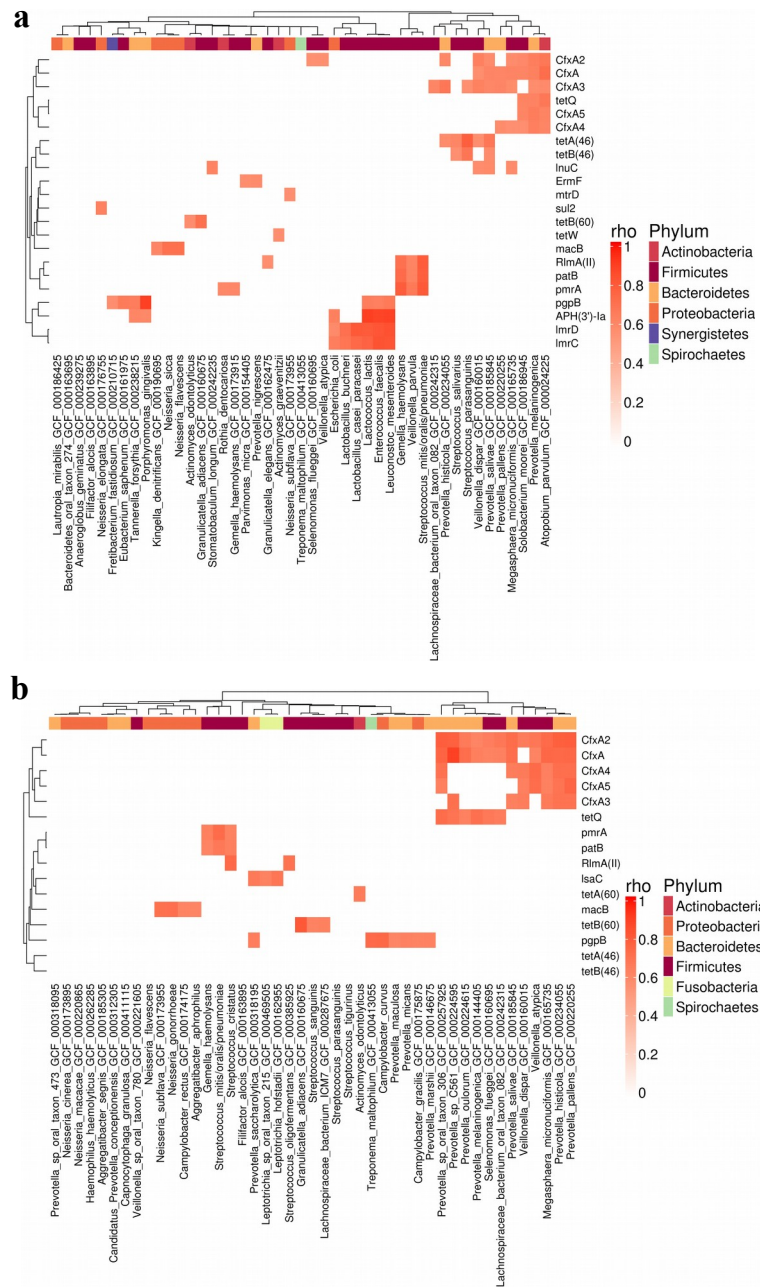 a
CfxA2
CfxA
CfxA3
tetQ
CfxA5
CfxA4
tetA(46)
tetB(46)
lnuC
ErmF
mtrD
sul2
tetB(60)
tetW
macB
RlmA(II)
patB
pmrA
pgpB
APH(3')-Ia
lmrD
lmrC
rho
1
0.8
0.6
0.4
0.2
0
Phylum
Actinobacteria
Firmicutes
Bacteroidetes
Proteobacteria
Synergistetes
Spirochaetes
Lautropia_mirabilis_GCF_000186425
Bacteroidetes_oral_taxon_274_GCF_000163695
Anaeroglobus_geminatus_GCF_000239275
Filifactor_alocis_GCF_000163895
Neisseria_elongata_GCF_000176755
Fretibacterium_fastidiosum_GCF_000210715
Eubacterium_saphenum_GCF_000161975
Tannerella_forsythia_GCF_000238215
Porphyromonas_gingivalis
Kingella_denitrificans_GCF_000190695
Neisseria_sicca
Neisseria_flavescens
Actinomyces_odontolyticus
Granulicatella_adiacens_GCF_000160675
Stomatobaculum_longum_GCF_000242235
Rothia_dentocariosa
Gemella_haemolysans_GCF_000173915
Parvimonas_micra_GCF_000154405
Prevotella_nigrescens
Granulicatella_elegans_GCF_000162475
Actinomyces_graevenitzii
Neisseria_subflava_GCF_000173955
Treponema_maltophilum_GCF_000413055
Selenomonas_flueggei_GCF_000160695
Veillonella_atypica
Escherichia_coli
Lactobacillus_buchneri
Lactobacillus_casei_paracasei
Lactococcus_lactis
Enterococcus_faecalis
Leuconostoc_mesenteroides
Gemella_haemolysans
Veillonella_parvula
Streptococcus_mitis/oralis/pneumoniae
Lachnospiraceae_bacterium_oral_taxon_082_GCF_000242315
Prevotella_histicola_GCF_000234055
Streptococcus_salivarius
Streptococcus_parasanguinis
Veillonella_dispar_GCF_000160015
Prevotella_salivae_GCF_000185845
Prevotella_pallens_GCF_000220255
Megasphaera_micronuciformis_GCF_000165735
Solobacterium_moorei_GCF_000186945
Prevotella_melaninogenica
Atopobium_parvulum_GCF_000024225
b
CfxA2
CfxA
CfxA4
CfxA5
CfxA3
tetQ
pmrA
patB
RlmA(II)
lsaC
tetA(60)
macB
tetB(60)
pgpB
tetA(46)
tetB(46)
rho
1
0.8
0.6
0.4
0.2
0
Phylum
Actinobacteria
Proteobacteria
Bacteroidetes
Firmicutes
Fusobacteria
Spirochaetes
Prevotella_sp_oral_taxon_473_GCF_000318095
Neisseria_cinerea_GCF_000173895
Neisseria_macacae_GCF_000220865
Haemophilus_haemolyticus_GCF_000262285
Aggregatibacter_segnis_GCF_000185305
Candidatus_Prevotella_conceptionensis_GCF_000312305
Capnocytophaga_granulosa_GCF_000411115
Veillonella_sp_oral_taxon_780_GCF_000221605
Neisseria_flavescens
Neisseria_subflava_GCF_000173955
Neisseria_gonorrhoeae
Campylobacter_rectus_GCF_000174175
Aggregatibacter_aphrophilus
Gemella_haemolysans
Streptococcus_mitis/oralis/pneumoniae
Streptococcus_cristatus
Filifactor_alocis_GCF_000163895
Prevotella_saccharolytica_GCF_000318195
Leptotrichia_sp_oral_taxon_215_GCF_000469505
Leptotrichia_hofstadii_GCF_000162955
Streptococcus_oligofermentans_GCF_000385925
Granulicatella_adiacens_GCF_000160675
Lachnospiraceae_bacterium_ICM7_GCF_000287675
Streptococcus_sanguinis
Streptococcus_parasanguinis
Streptococcus_tigurinus
Actinomyces_odontolyticus
Treponema_maltophilum_GCF_000413055
Campylobacter_curvus
Prevotella_maculosa
Prevotella_micans
Campylobacter_gracilis_GCF_000175875
Prevotella_marshii_GCF_000146675
Prevotella_sp_oral_taxon_306_GCF_000257925
Prevotella_sp_C561_GCF_000224595
Prevotella_oulorum_GCF_000224615
Prevotella_melaninogenica_GCF_000144405
Selenomonas_flueggei_GCF_000160695
Lachnospiraceae_bacterium_oral_taxon_082_GCF_000242315
Prevotella_salivae_GCF_000185845
Veillonella_dispar_GCF_000160015
Veillonella_atypica
Megasphaera_micronuciformis_GCF_000165735
Prevotella_histicola_GCF_000234055
Prevotella_pallens_GCF_000220255